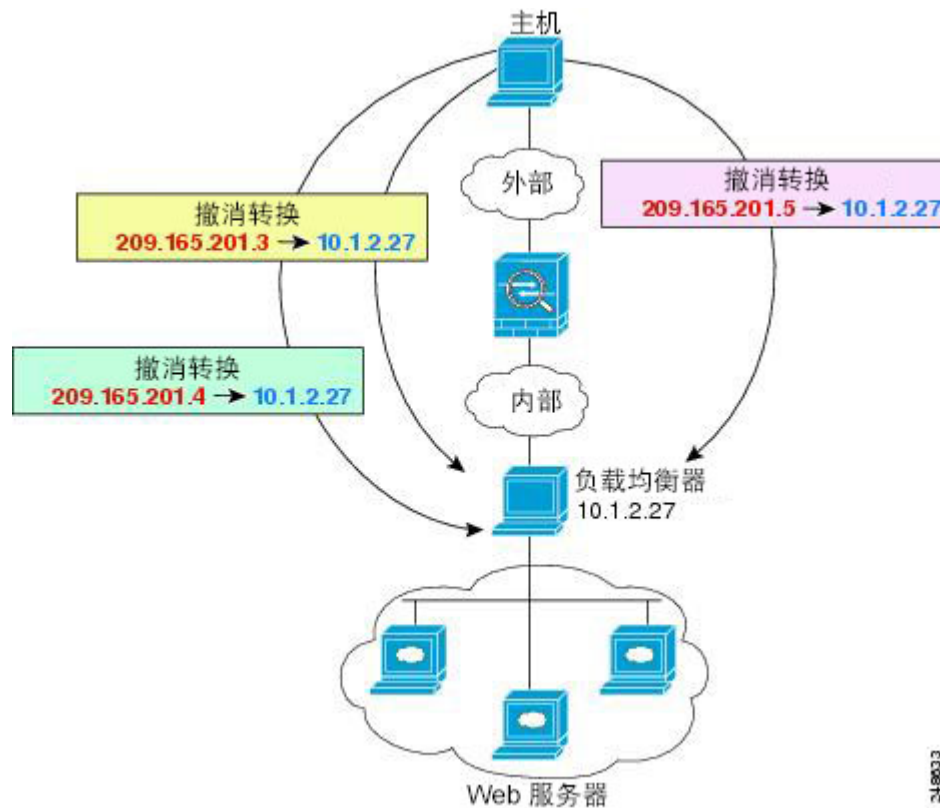 主机
外部
撤消转换
209.165.201.3 → 10.1.2.27
撤消转换
209.165.201.5 → 10.1.2.27
撤消转换
209.165.201.4 → 10.1.2.27
内部
负载均衡器
10.1.2.27
Web 服务器
248633